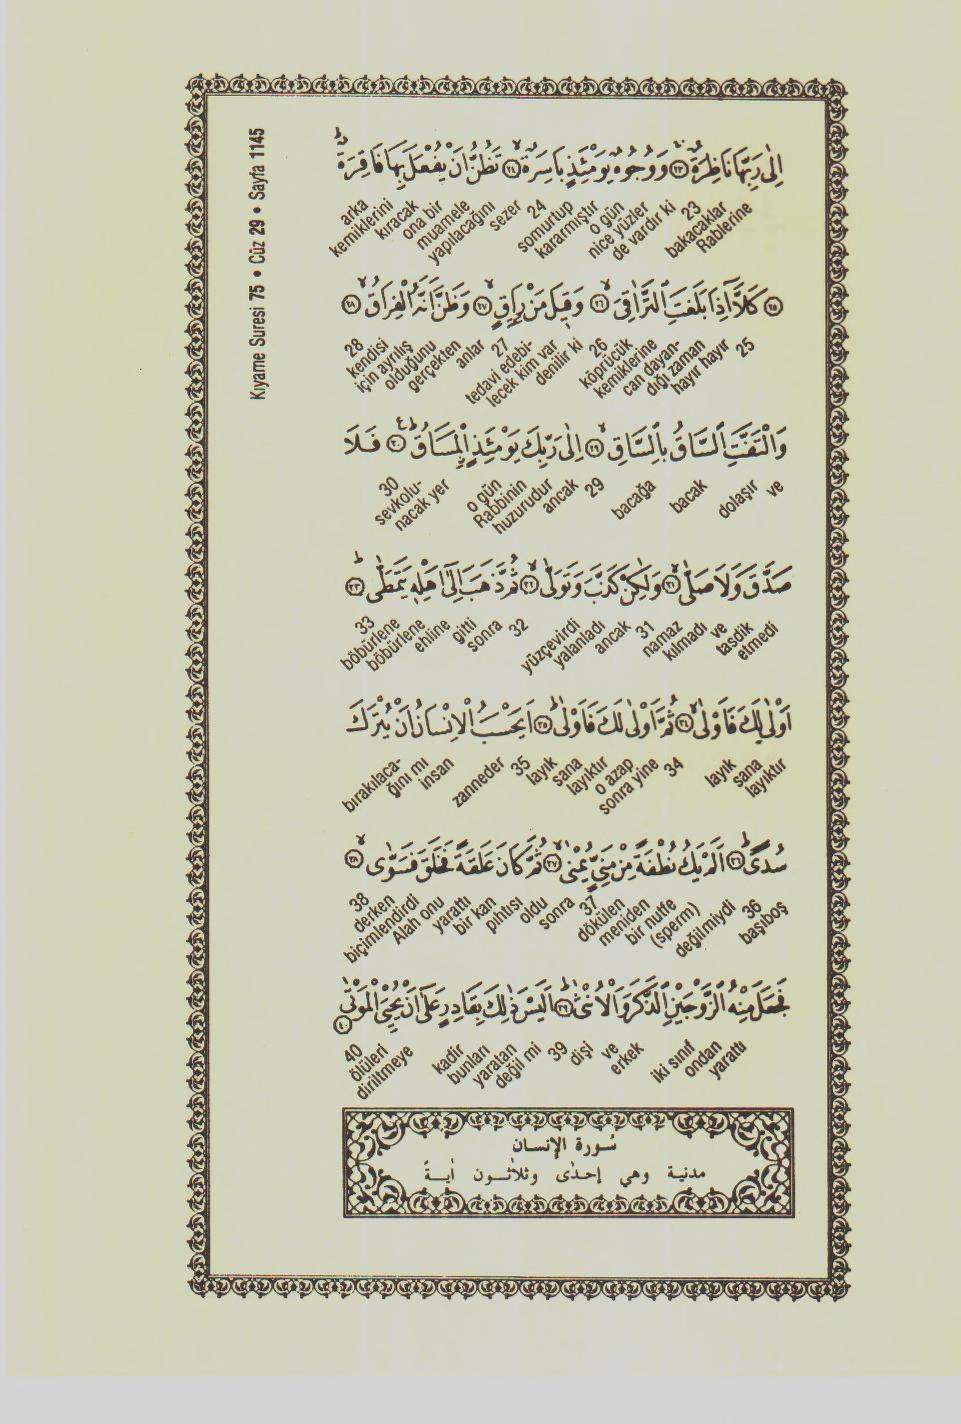 Kıyame Suresi 75 • Cüz 29 • Sayfa 1145
اِلٰى رَبِّهَا نَاظِرَةٌ ﴿٢٣﴾ وَوُجُوهٌ يَوْمَئِذٍ بَاسِرَةٌ ﴿٢٤﴾ تَظُنُّ اَنْ يُفْعَلَ بِهَا فَاقِرَةٌ
Rablerine bakacaklar 23 de vardır ki nice yüzler o gün kararmıştır somurtup 24 sezer yapılacağını muamele ona bir kıracak kemiklerini arka
﴿٢٥﴾ كَلَّٓا اِذَا بَلَغَتِ التَّرَاقِيَ ﴿٢٦﴾ وَقِيلَ مَنْ رَاقٍ ﴿٢٧﴾ وَظَنَّ اَنَّهُ الْفِرَاقُ ﴿٢٨﴾
25 hayır hayır dığı zaman can dayan- kemiklerine köprücük 26 denilir ki lecek kim var tedavi edebi- 27 anlar gerçekten olduğunu için ayrılış kendisi 28
وَالْتَفَّتِ السَّاقُ بِالسَّاقِ ﴿٢٩﴾ اِلٰى رَبِّكَ يَوْمَئِذٍ الْمَسَاقُ ﴿٣٠﴾ فَلَا
ve dolaşır bacak bacağa 29 ancak huzurudur Rabbinin o gün nacak yer sevkolu- 30
صَدَّقَ وَلَا صَلّٰى ﴿٣١﴾ وَلٰكِنْ كَذَّبَ وَتَوَلّٰى ﴿٣٢﴾ ثُمَّ ذَهَبَ اِلٰٓى اَهْلِهِ يَتَمَطّٰى ﴿٣٣﴾
etmedi tasdik ve kılmadı namaz 31 ancak yalanladı yüzçevirdi 32 sonra gitti ehline böbürlene böbürlene 33
اَوْلٰى لَكَ فَاَوْلٰى ﴿٣٤﴾ ثُمَّ اَوْلٰى لَكَ فَاَوْلٰى ﴿٣٥﴾ اَيَحْسَبُ الْاِنْسَانُ اَنْ يُتْرَكَ
layıktır sana layık 34 sonra yine o azap layıktır sana layık 35 zanneder insan ğını mı bırakılaca-
سُدًى ﴿٣٦﴾ اَلَمْ يَكُ نُطْفَةً مِنْ مَنِيٍّ يُمْنٰى ﴿٣٧﴾ ثُمَّ كَانَ عَلَقَةً فَخَلَقَ فَسَوّٰى ﴿٣٨﴾
başıboş 36 değilmiydi (sperm) bir nutfe meniden dökülen 37 sonra oldu pıhtısı bir kan yarattı Alah onu biçimlendirdi derken 38
فَجَعَلَ مِنْهُ الزَّوْجَيْنِ الذَّكَرَ وَالْاُنْثٰى ﴿٣٩﴾ اَلَيْسَ ذٰلِكَ بِقَادِرٍ عَلٰٓى اَنْ يُحْيِيَ الْمَوْتٰى ﴿٤٠﴾
yarattı ondan iki sınıf erkek ve dişi 39 değil mi yaratan bunları kadir diriltmeye ölüleri 40
سُورة الإنسان
مدنية وهي إحدٰى وثلاثون اٰيةً